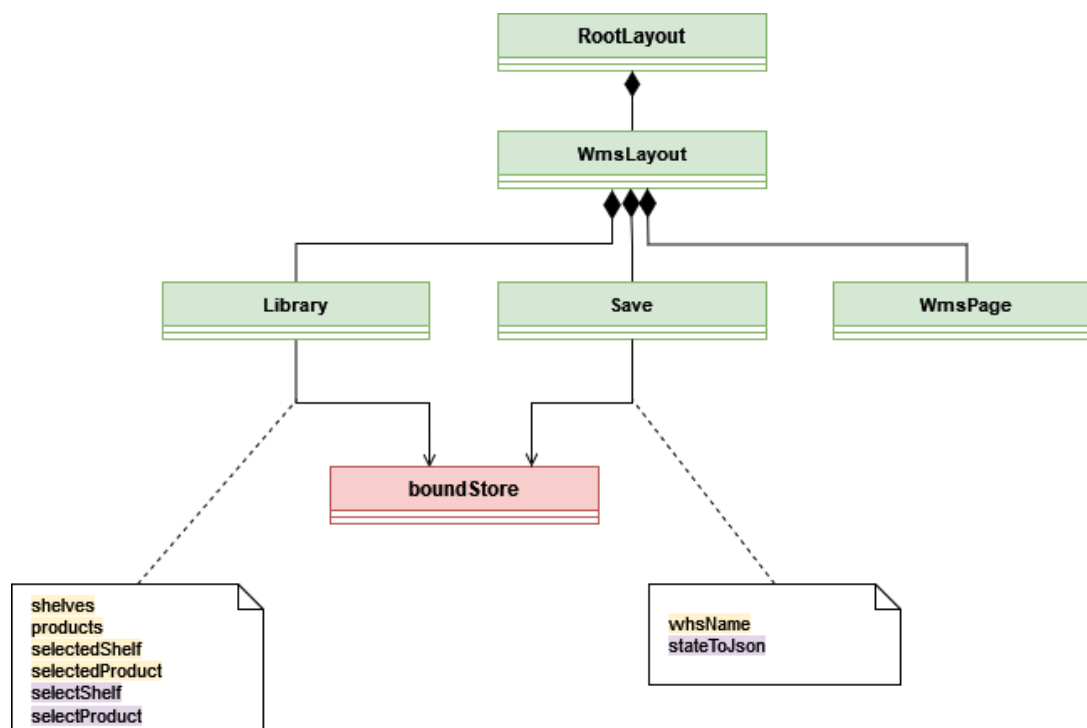 RootLayout
WmsLayout
Library
Save
WmsPage
boundStore
shelves
products
selectedShelf
selectedProduct
selectShelf
selectProduct
whsName
stateToJson